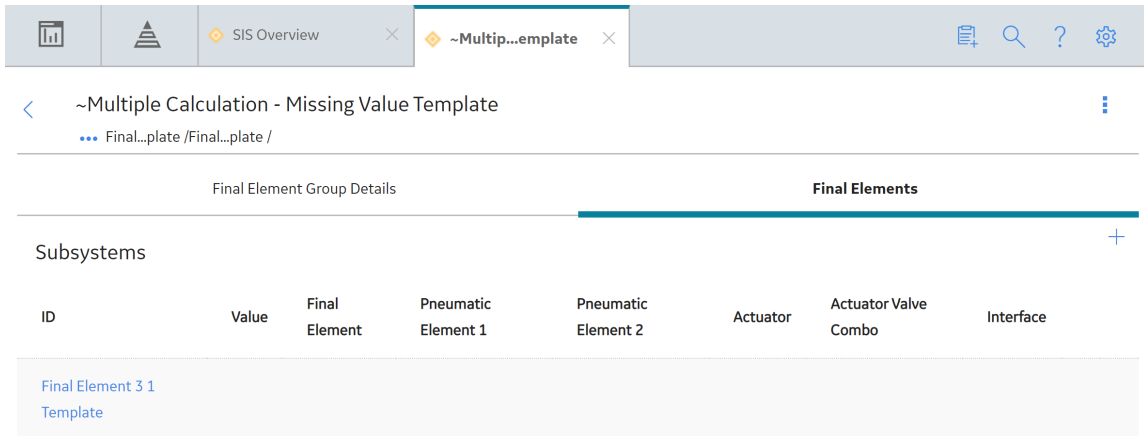 SIS Overview
~Multip...emplate
~Multiple Calculation - Missing Value Template
Final...plate /Final...plate /
Final Element Group Details
Final Elements
Subsystems
ID
Value
Final
Element
Pneumatic
Element 1
Pneumatic
Element 2
Actuator
Actuator Valve
Combo
Interface
Final Element 3 1
Template